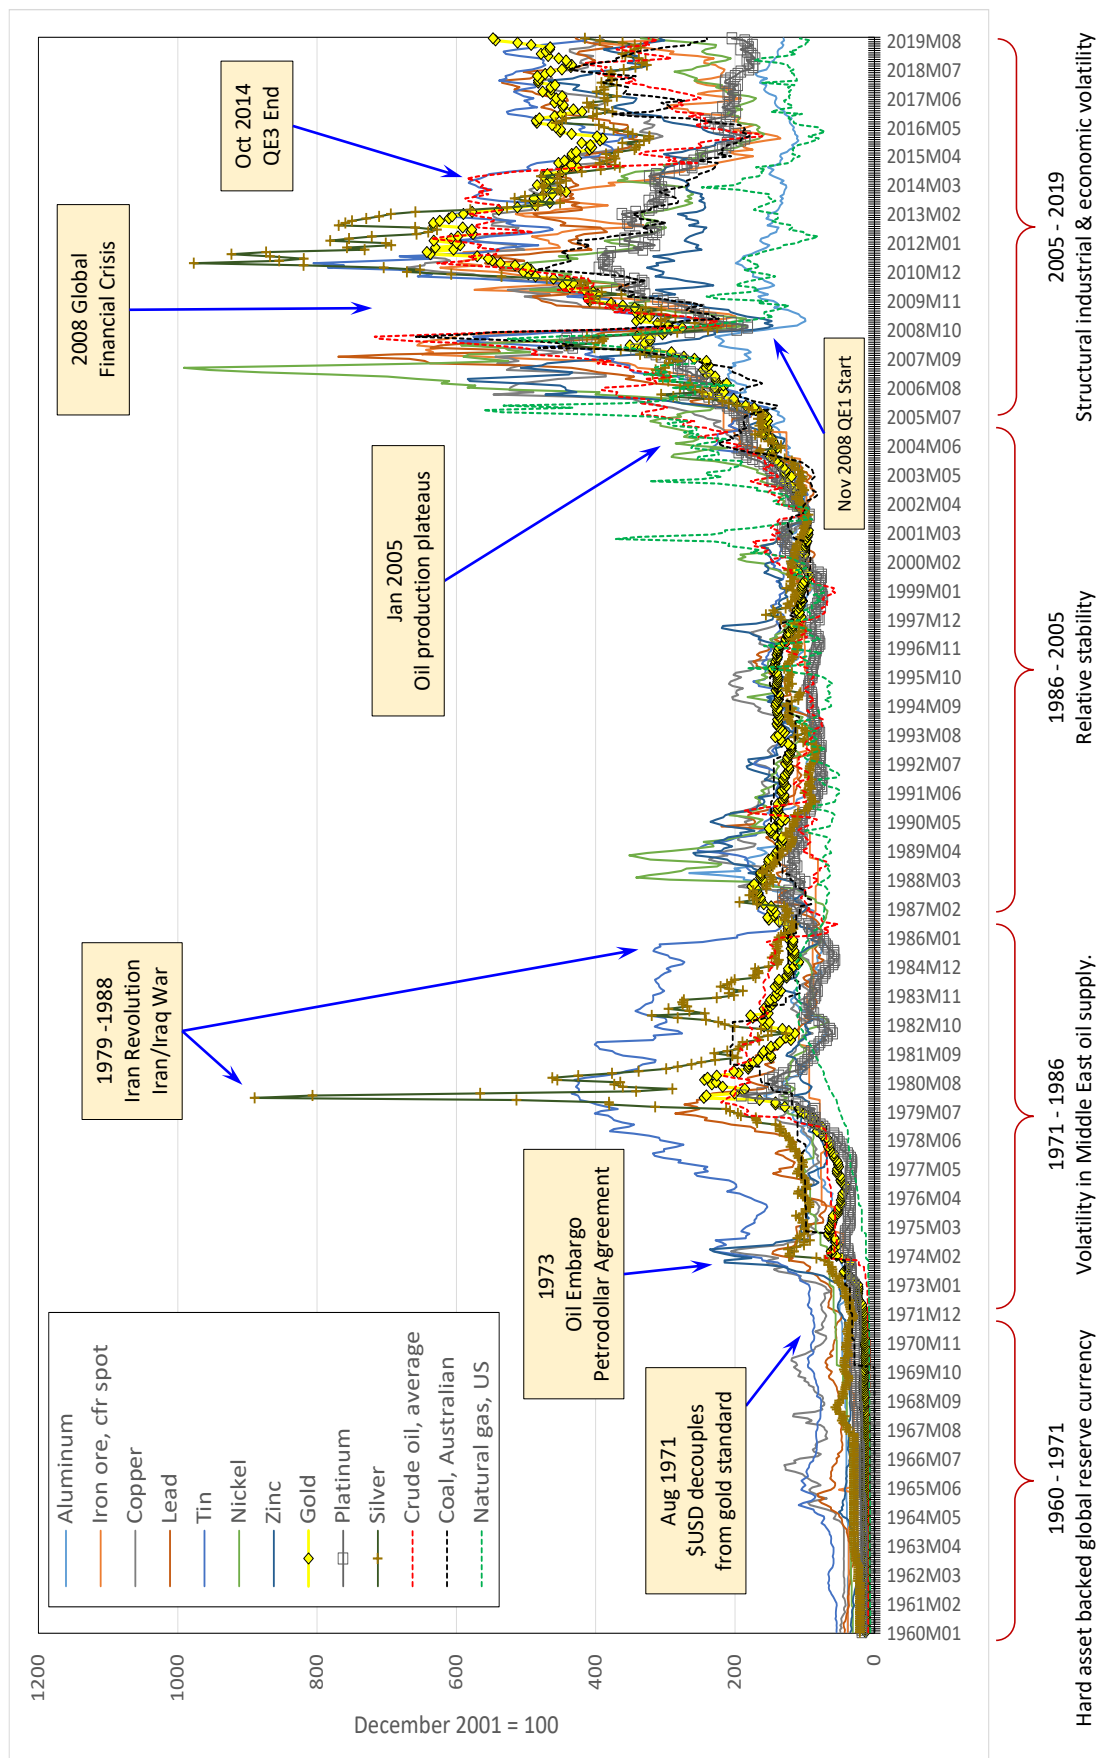 1200
1000
800
600
400
200
0
December 2001 = 100
Aluminum
Iron ore, cfr spot
Copper
Lead
Tin
Nickel
Zinc
Gold
Platinum
Silver
Crude oil, average
Coal, Australian
Natural gas, US
Aug 1971
$USD decouples
from gold standard
1973
Oil Embargo
Petrodollar Agreement
1979 -1988
Iran Revolution
Iran/Iraq War
Jan 2005
Oil production plateaus
2008 Global
Financial Crisis
Nov 2008 QE1 Start
Oct 2014
QE3 End
1960M01
1961M02
1962M03
1963M04
1964M05
1965M06
1966M07
1967M08
1968M09
1969M10
1970M11
1971M12
1973M01
1974M02
1975M03
1976M04
1977M05
1978M06
1979M07
1980M08
1981M09
1982M10
1983M11
1984M12
1986M01
1987M02
1988M03
1989M04
1990M05
1991M06
1992M07
1993M08
1994M09
1995M10
1996M11
1997M12
1999M01
2000M02
2001M03
2002M04
2003M05
2004M06
2005M07
2006M08
2007M09
2008M10
2009M11
2010M12
2012M01
2013M02
2014M03
2015M04
2016M05
2017M06
2018M07
2019M08
1960 - 1971
Hard asset backed global reserve currency
1971 - 1986
Volatility in Middle East oil supply.
1986 - 2005
Relative stability
2005 - 2019
Structural industrial & economic volatility